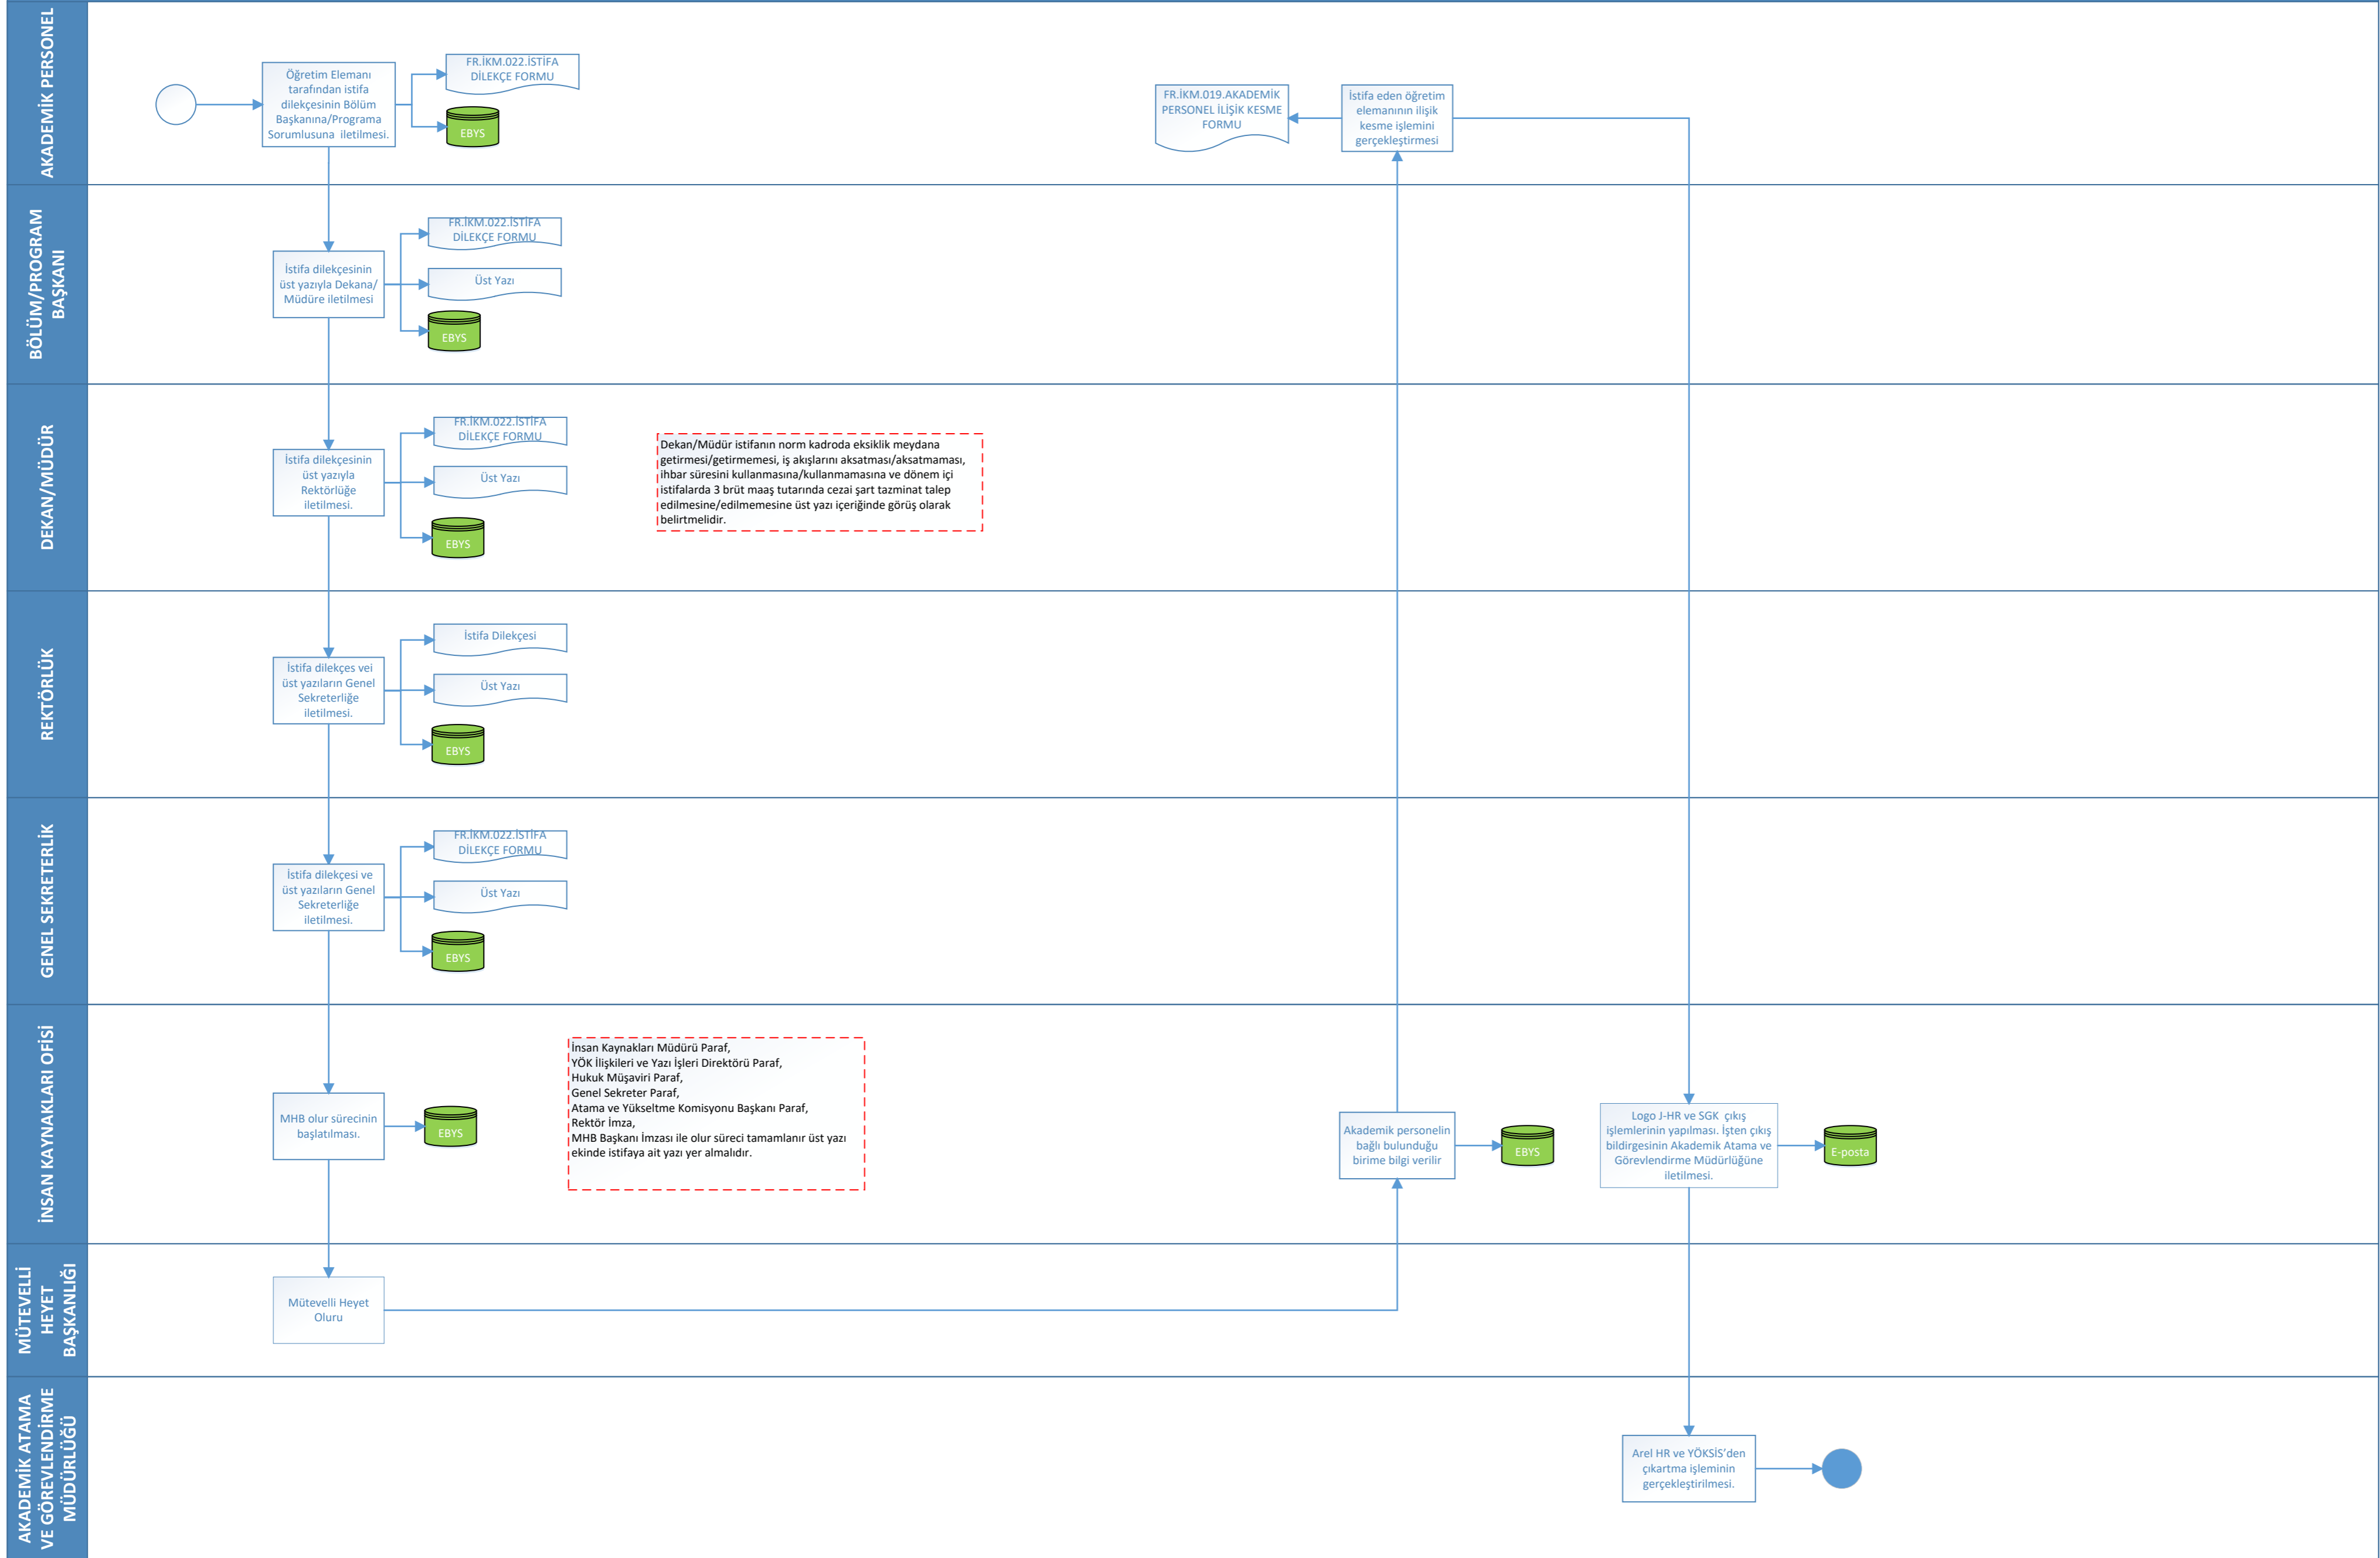 AKADEMİK PERSONEL
Öğretim Elemanı
tarafından istifa
dilekçesinin Bölüm
Başkanına/Programa
Sorumlusuna iletilmesi.
FR.İKM.022.İSTİFA
DİLEKÇE FORMU
EBYS
FR.İKM.019.AKADEMİK
PERSONEL İLİŞİK KESME
FORMU
İstifa eden öğretim
elemanının ilişik
kesme işlemini
gerçekleştirmesi
BÖLÜM/PROGRAM
BAŞKANI
İstifa dilekçesinin
üst yazıyla Dekana/
Müdüre iletilmesi
FR.İKM.022.İSTİFA
DİLEKÇE FORMU
Üst Yazı
EBYS
DEKAN/MÜDÜR
İstifa dilekçesinin
üst yazıyla
Rektörlüğe
iletilmesi.
FR.İKM.022.İSTİFA
DİLEKÇE FORMU
Üst Yazı
EBYS
Dekan/Müdür istifanın norm kadroda eksiklik meydana
getirmesi/getirmemesi, iş akışlarını aksatması/aksatmaması,
ihbar süresini kullanmasına/kullanmamasına ve dönem içi
istifalarda 3 brüt maaş tutarında cezai şart tazminat talep
edilmesine/edilmemesine üst yazı içeriğinde görüş olarak
belirtmelidir.
REKTÖRLÜK
İstifa dilekçes vei
üst yazıların Genel
Sekreterliğe
iletilmesi.
İstifa Dilekçesi
Üst Yazı
EBYS
GENEL SEKRETERLİK
İstifa dilekçesi ve
üst yazıların Genel
Sekreterliğe
iletilmesi.
FR.İKM.022.İSTİFA
DİLEKÇE FORMU
Üst Yazı
EBYS
İNSAN KAYNAKLARI OFİSİ
MHB olur sürecinin
başlatılması.
EBYS
İnsan Kaynakları Müdürü Paraf,
YÖK İlişkileri ve Yazı İşleri Direktörü Paraf,
Hukuk Müşaviri Paraf,
Genel Sekreter Paraf,
Atama ve Yükseltme Komisyonu Başkanı Paraf,
Rektör İmza,
MHB Başkanı İmzası ile olur süreci tamamlanır üst yazı
ekinde istifaya ait yazı yer almalıdır.
Akademik personelin
bağlı bulunduğu
birime bilgi verilir
EBYS
Logo J-HR ve SGK  çıkış
işlemlerinin yapılması. İşten çıkış
bildirgesinin Akademik Atama ve
Görevlendirme Müdürlüğüne
iletilmesi.
E-posta
MÜTEVELLİ
HEYET
BAŞKANLIĞI
Mütevelli Heyet
Oluru
AKADEMİK ATAMA
VE GÖREVLENDİRME
MÜDÜRLÜĞÜ
Arel HR ve YÖKSİS’den
çıkartma işleminin
gerçekleştirilmesi.